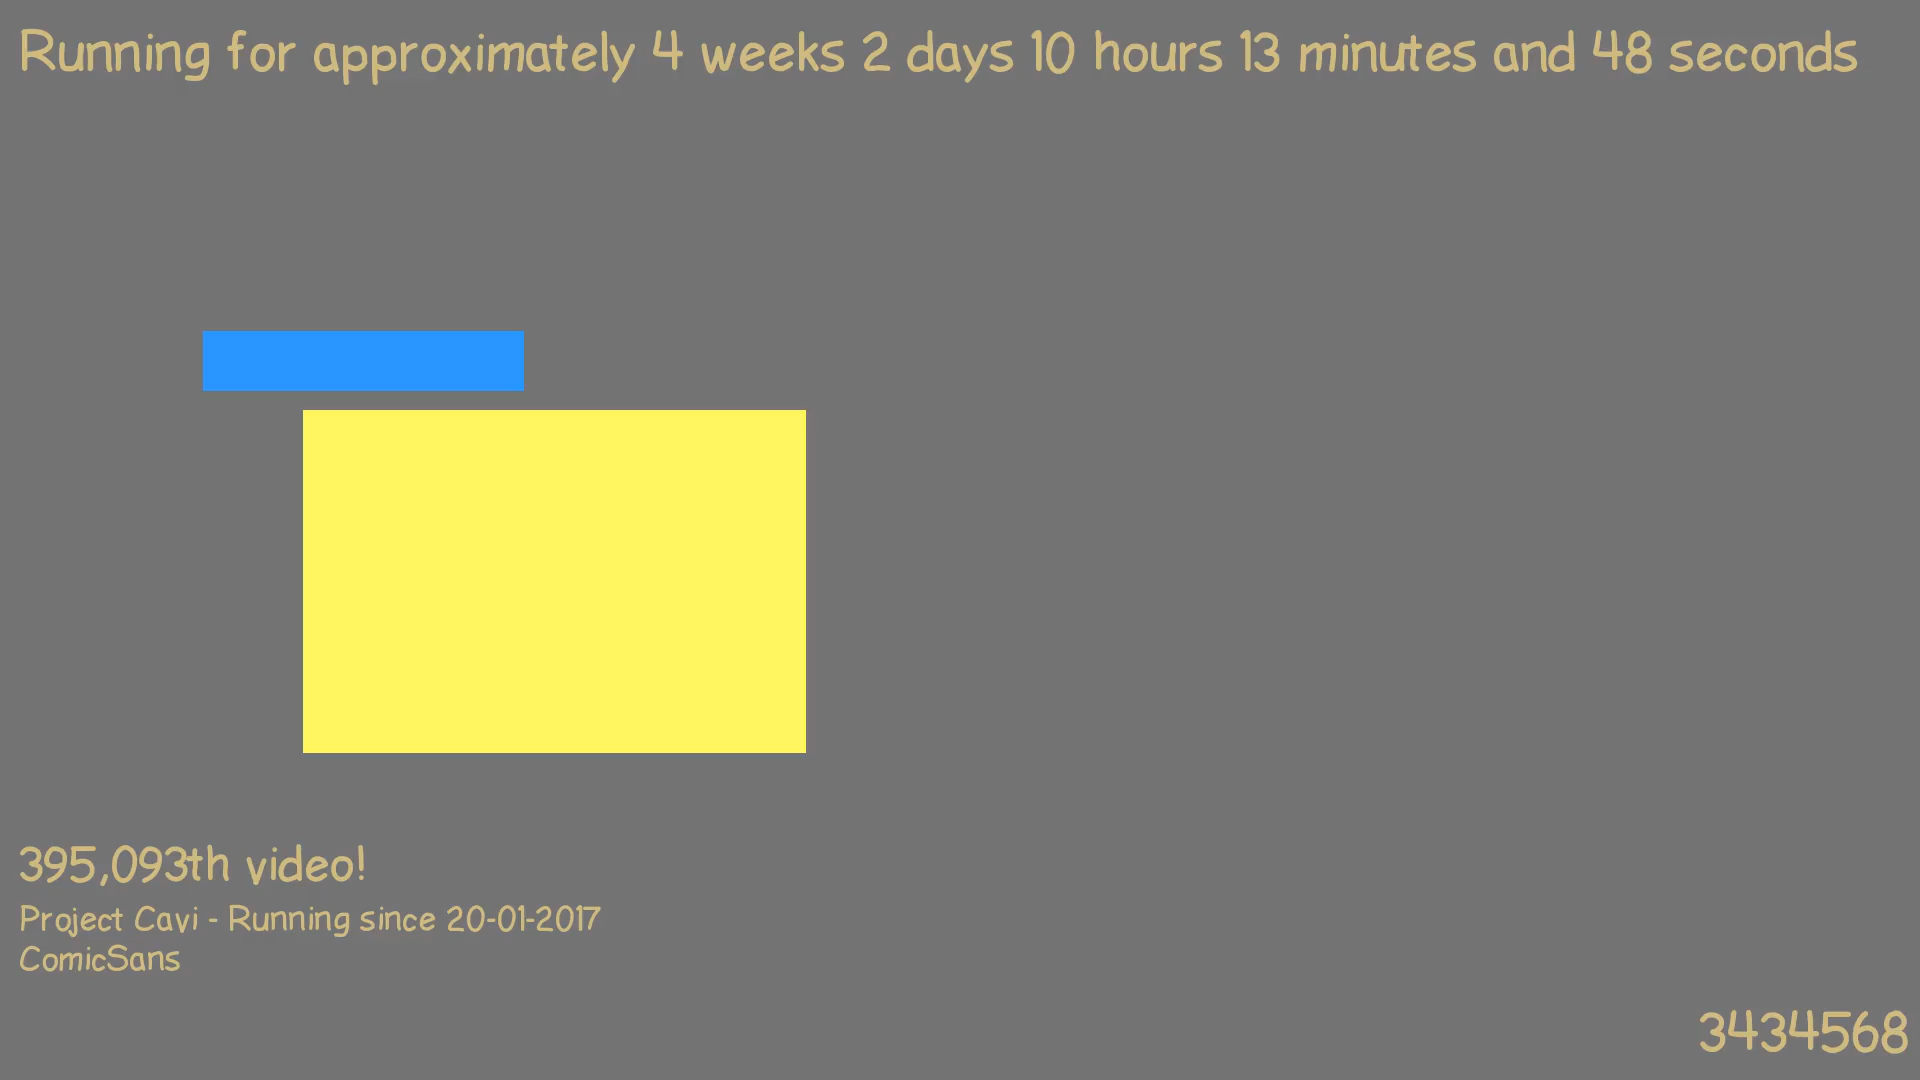 Running for approximately 4 weeks 2 days 10 hours 13 minutes and 48 seconds
395,093th video!
Project Cavi - Running since 20-01-2017
ComicSans
3434568